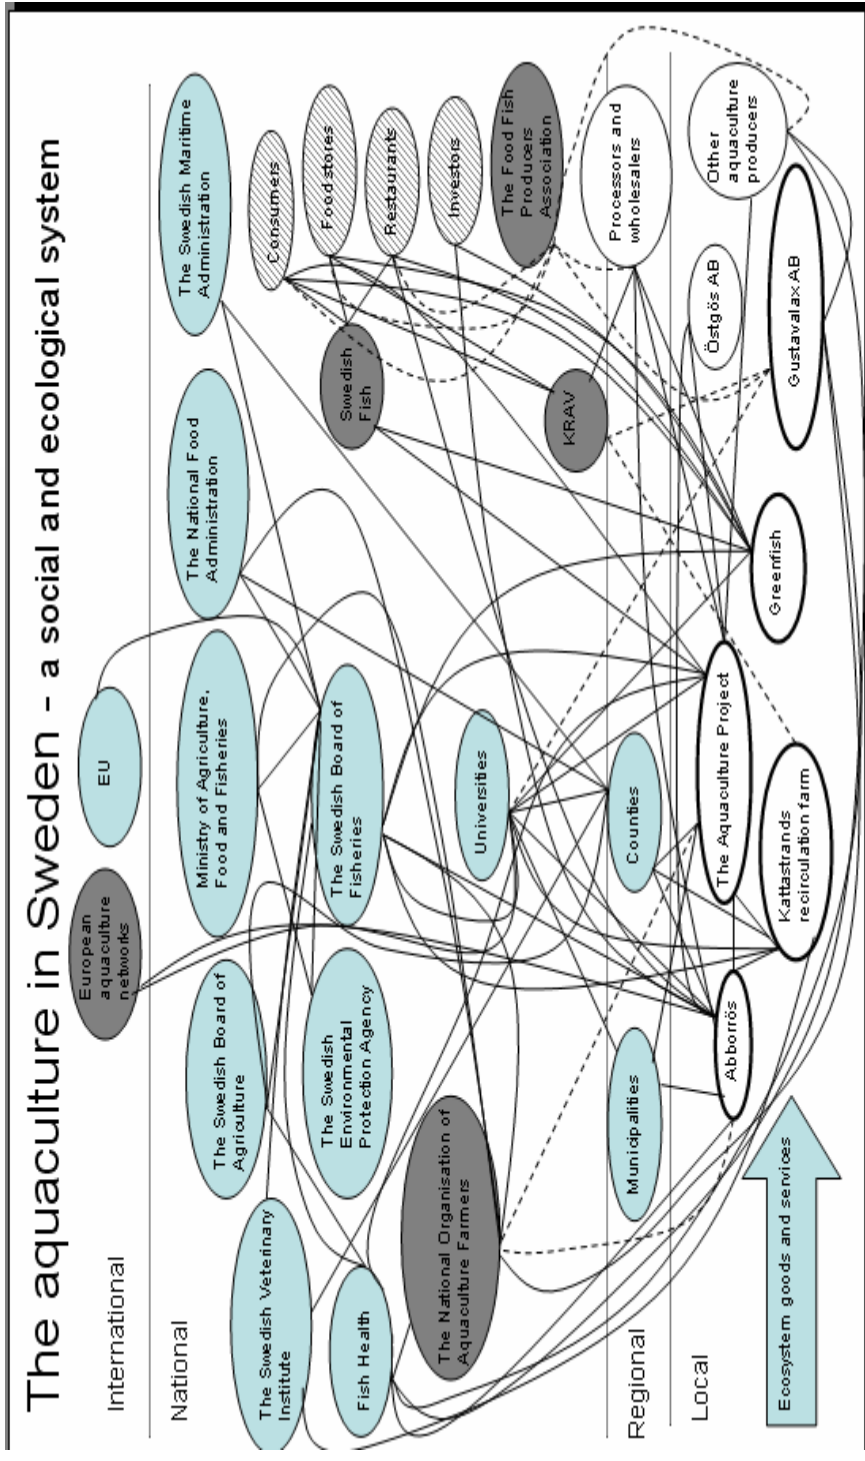 The aquaculture in Sweden - a social and ecological system
International
European
aquaculture
networks
EU
National
The Swedish Veterinary
Institute
The Swedish Board of
Agriculture
Ministry of Agriculture,
Food and Fisheries
The National Food
Administration
The Swedish Maritime
Administration
Fish Health
The Swedish
Environmental
Protection Agency
The Swedish Board of
Fisheries
Swedish
Fish
Consumers
Food stores
Restaurants
Investors
The National Organisation of
Aquaculture Farmers
Universities
The Food Fish
Producers
Association
KRAV
Regional
Municipalities
Counties
Processors and
wholesalers
Local
Abborrös
The Aquaculture Project
Östgös AB
Other
aquaculture
producers
Kattastrands
recirculation farm
Greenfish
Gustavalax AB
Ecosystem goods and services